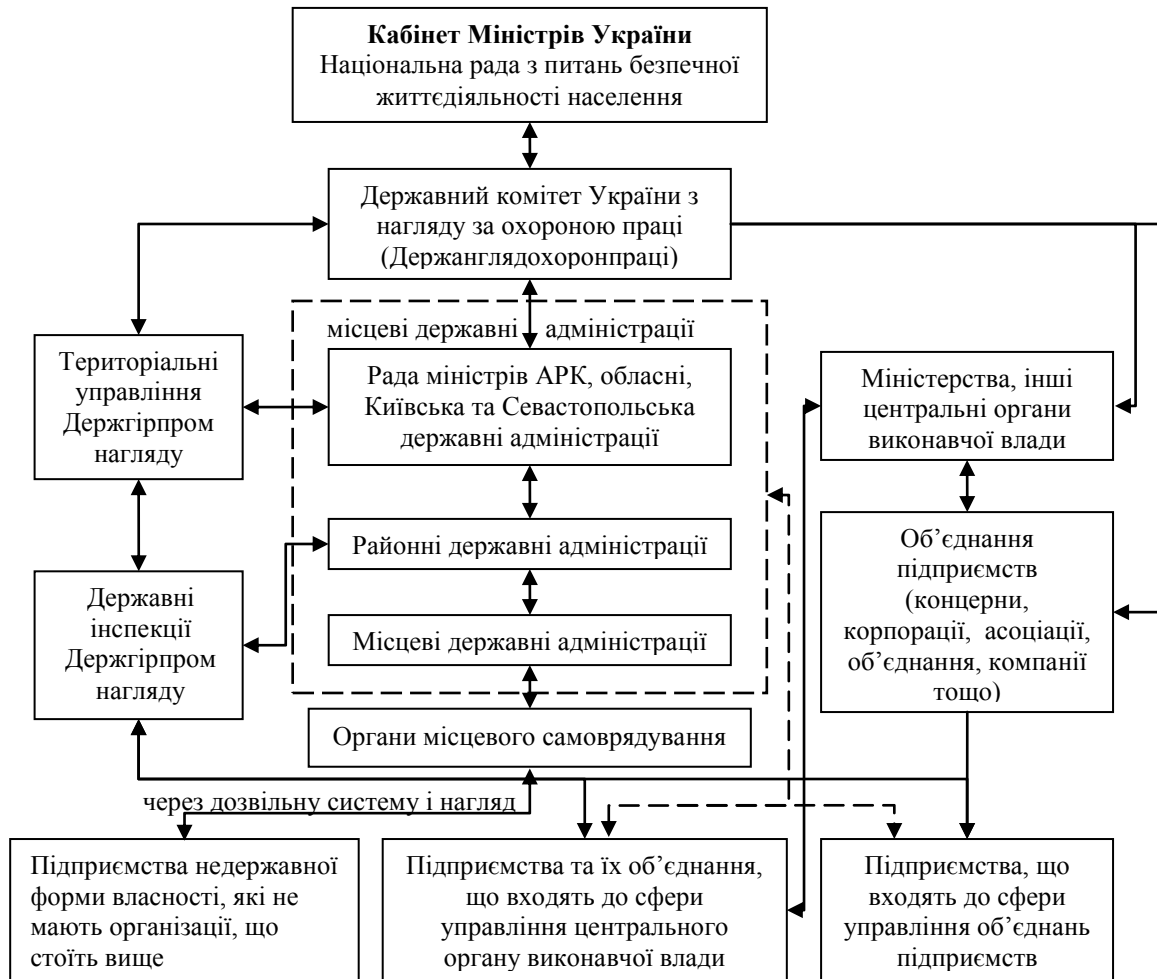 Кабінет Міністрів України
Національна рада з питань безпечної
життєдіяльності населення
Державний комітет України з
нагляду за охороною праці
(Держанглядохоронпраці)
місцеві державні адміністрації
Територіальні
управління
Держгірпром
нагляду
Рада міністрів АРК, обласні,
Київська та Севастопольська
державні адміністрації
Міністерства, інші
центральні органи
виконавчої влади
Районні державні адміністрації
Об’єднання
підприємств
(концерни,
корпорації, асоціації,
об’єднання, компанії
тощо)
Державні
інспекції
Держгірпром
нагляду
Місцеві державні адміністрації
Органи місцевого самоврядування
через дозвільну систему і нагляд
Підприємства недержавної
форми власності, які не
мають організації, що
стоїть вище
Підприємства та їх об’єднання,
що входять до сфери
управління центрального
органу виконавчої влади
Підприємства, що
входять до сфери
управління об’єднань
підприємств